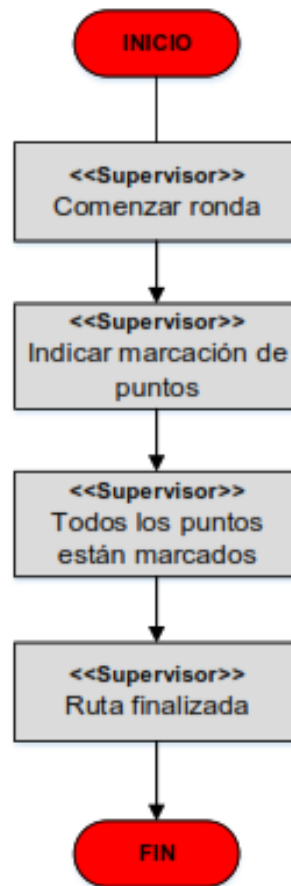 INICIO
<<Supervisor>>
Comenzar ronda
<<Supervisor>>
Indicar marcación de
puntos
<<Supervisor>>
Todos los puntos
están marcados
<<Supervisor>>
Ruta finalizada
FIN